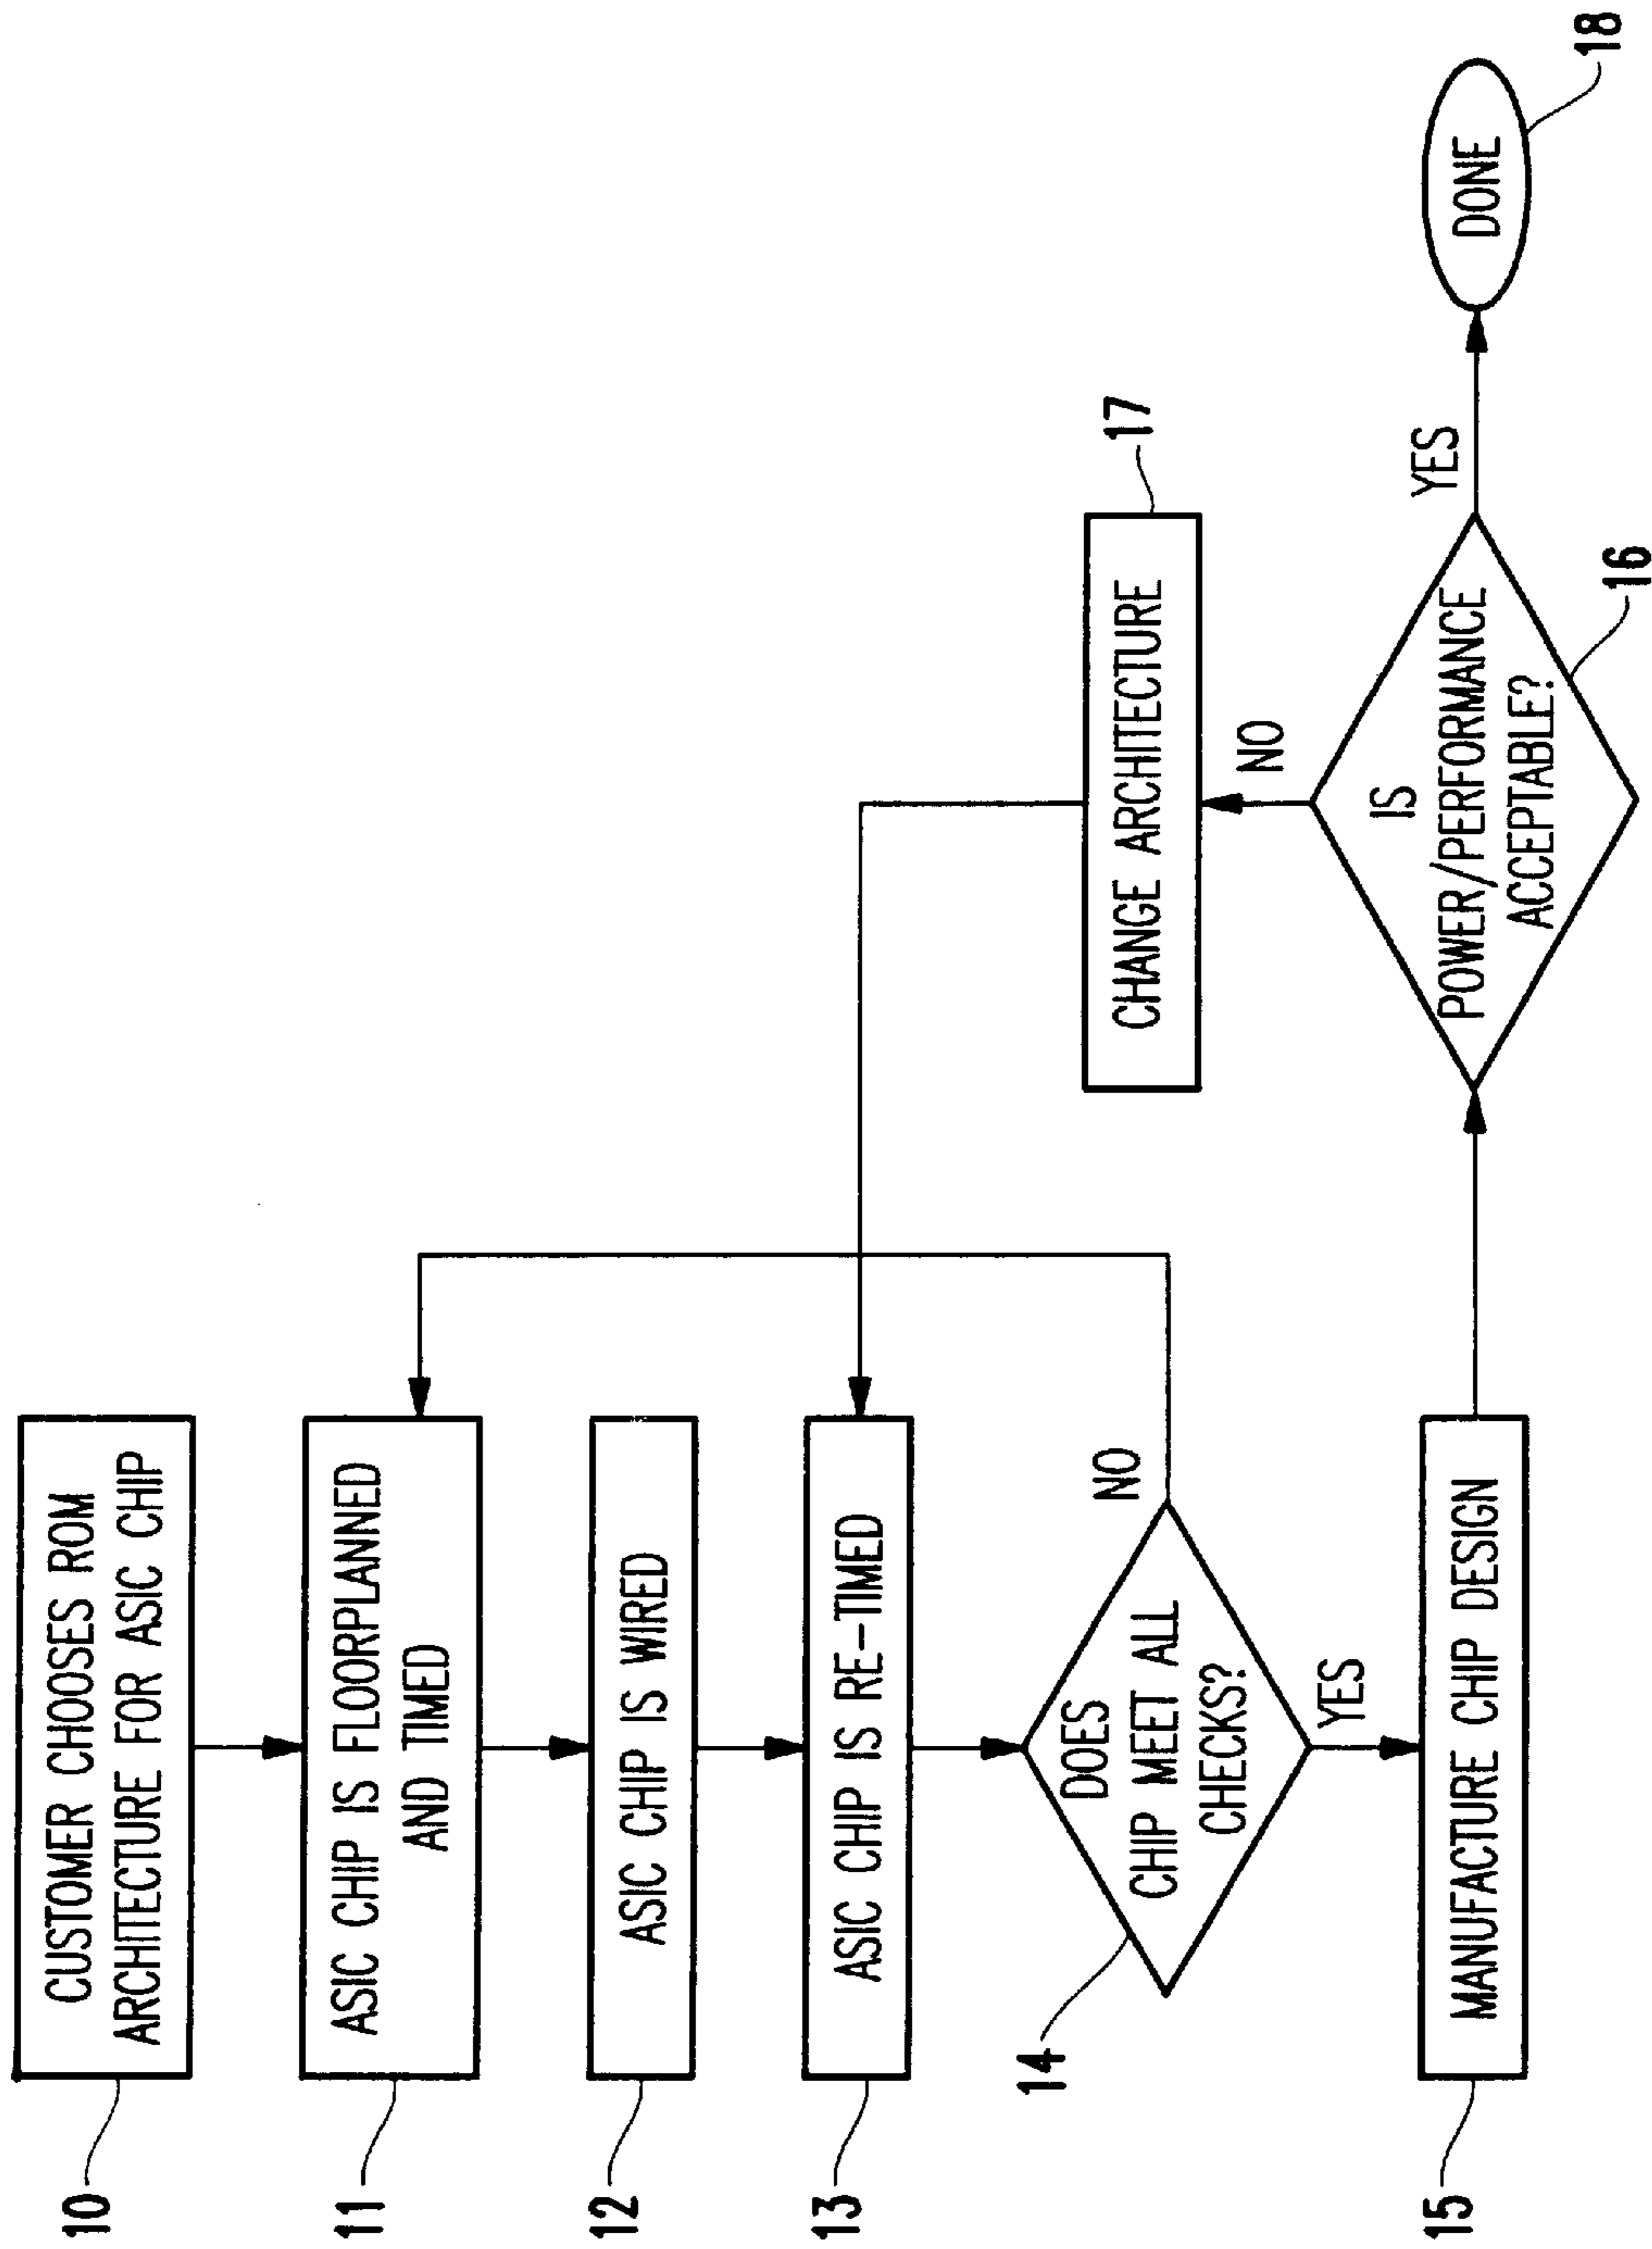 10
CUSTOMER CHOOSES ROM
ARCHITECTURE FOR ASIC CHIP
11
ASIC CHIP IS FLOORPLANNED
AND TIMED
12
ASIC CHIP IS WIRED
13
ASIC CHIP IS RE-TIMED
14
DOES
CHIP MEET ALL
CHECKS?
NO
YES
15
MANUFACTURE CHIP DESIGN
IS
POWER/PERFORMANCE
ACCEPTABLE?
16
NO
CHANGE ARCHITECTURE
17
YES
DONE
18